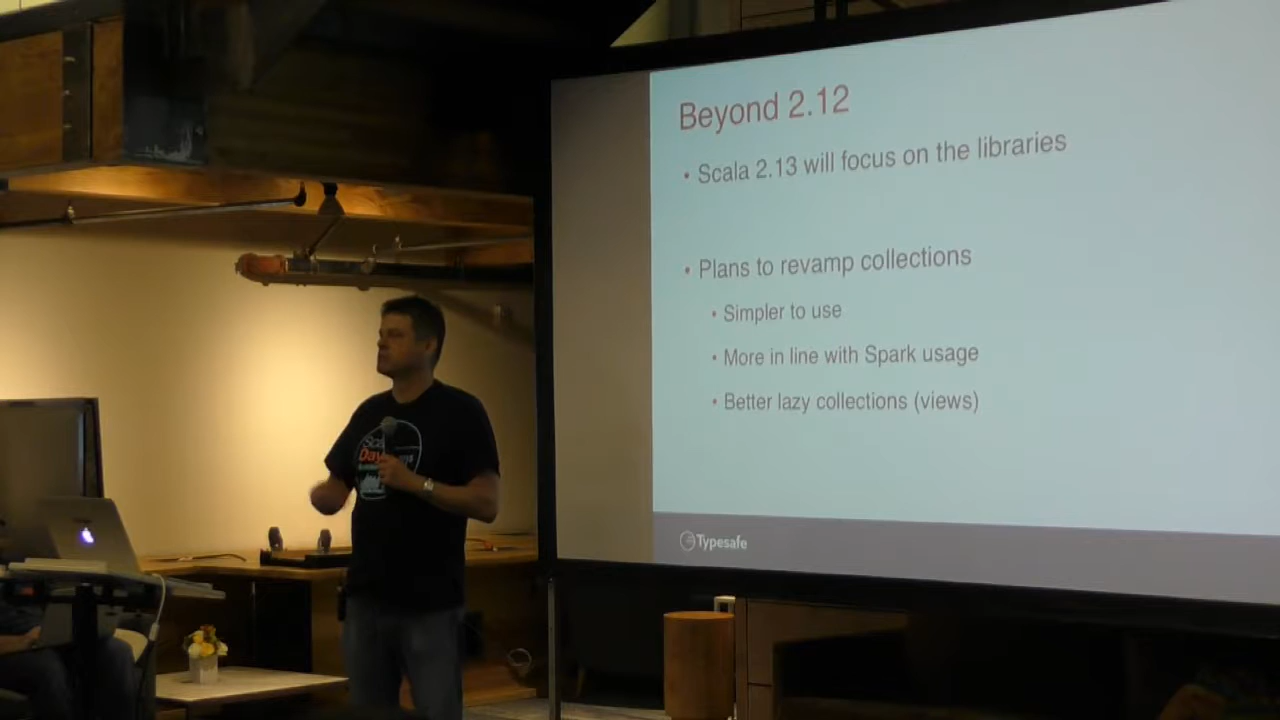 Beyond 2.12
• Scala 2.13 will focus on the libraries
• Plans to revamp collections
• Simpler to use
• More in line with Spark usage
• Better lazy collections (views)
Typesafe